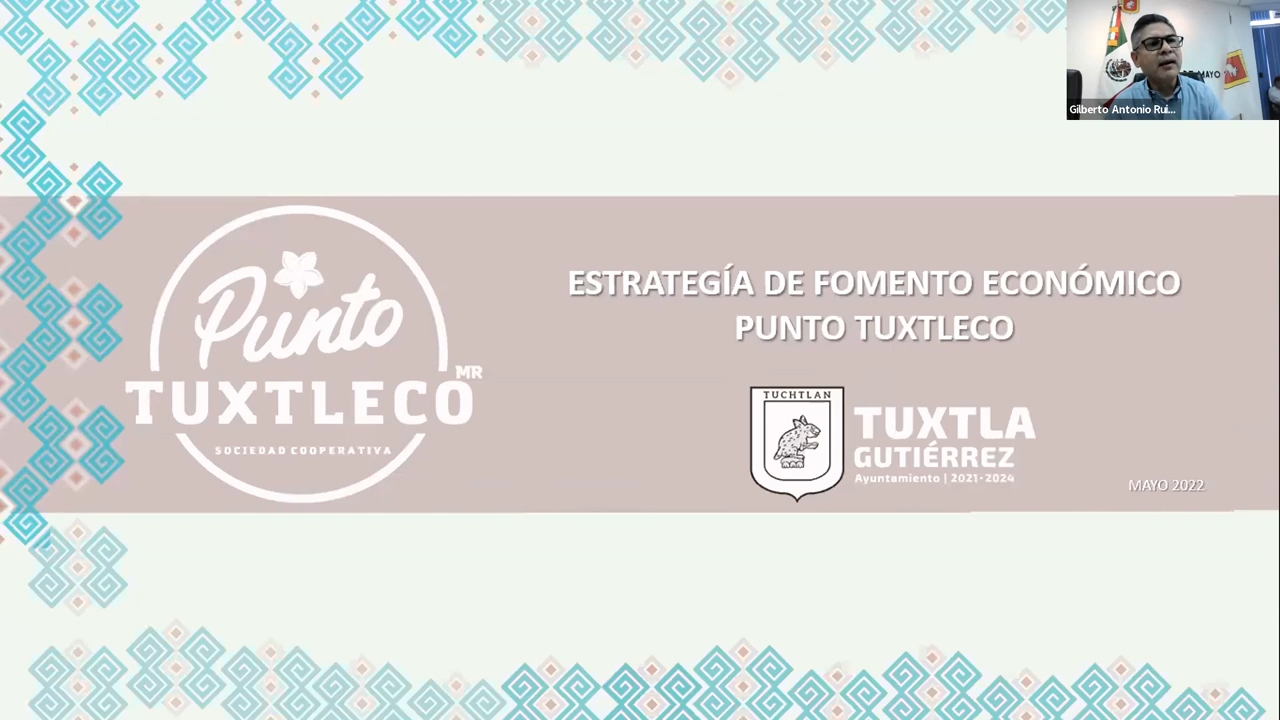 Gilberto Antonio Rui...
Punto
TUXTLECO
MR
SOCIEDAD COOPERATIVA
ESTRATEGÍA DE FOMENTO ECONÓMICO
PUNTO TUXTLECO
TUCHTLAN
TUXTLA
GUTIÉRREZ
Ayuntamiento | 2021-2024
MAYO 2022
MAYO